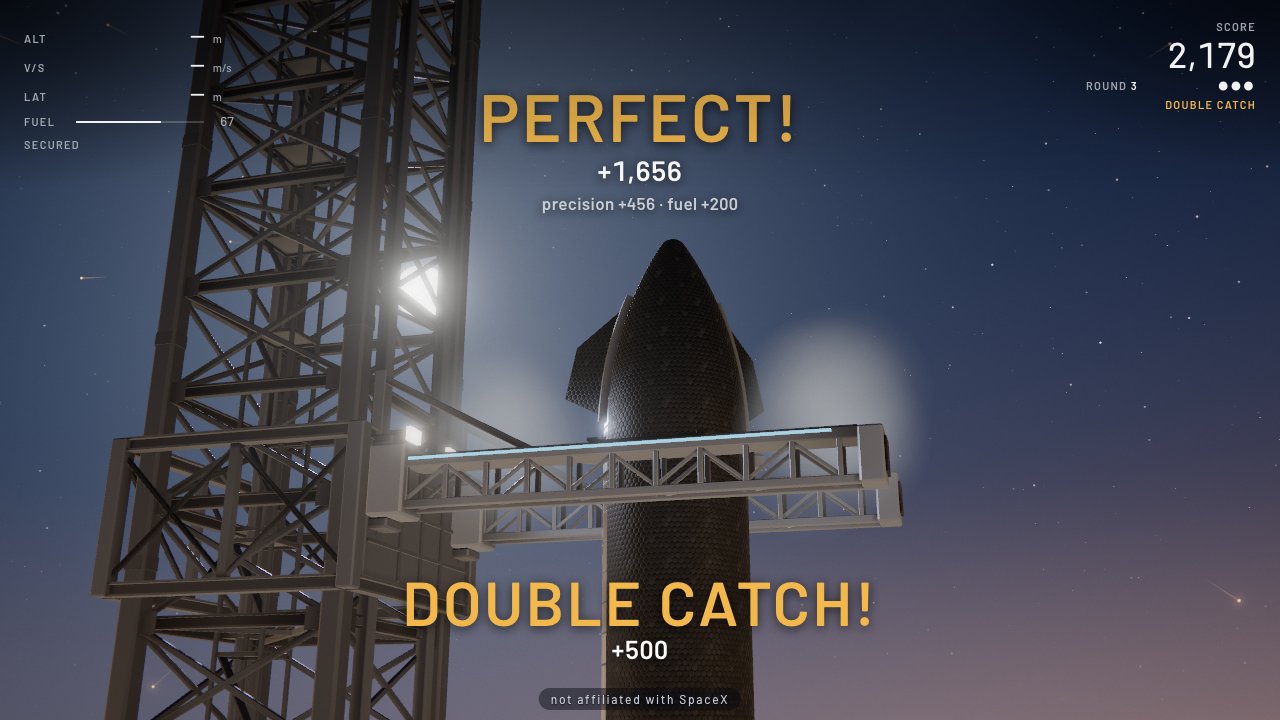 ALT — m
V/S — m/s
LAT — m
FUEL 67
SECURED
SCORE
2,179
ROUND 3
DOUBLE CATCH
PERFECT!
+1,656
precision +456 · fuel +200
DOUBLE CATCH!
+500
not affiliated with SpaceX